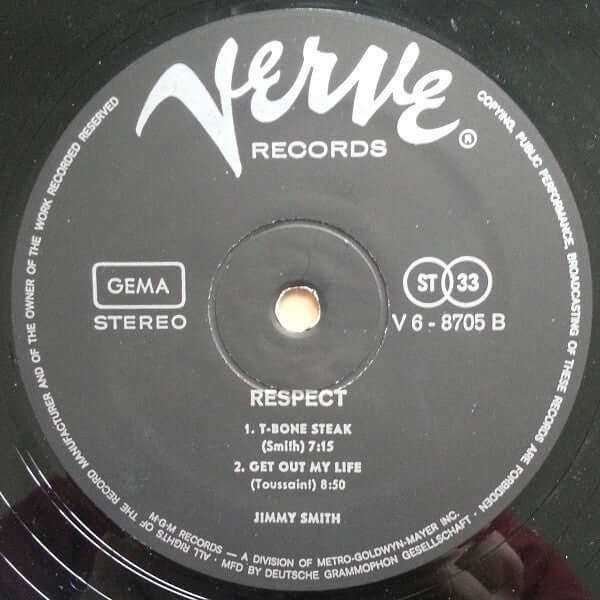 VERVE®
RECORDS
GEMA
STEREO
ST 33
V 6 - 8705 B
RESPECT
1. T-BONE STEAK
(Smith) 7:15
2. GET OUT MY LIFE
(Toussaint) 8:50
JIMMY SMITH
M·G·M RECORDS — A DIVISION OF METRO-GOLDWYN-MAYER INC.
ALL RIGHTS OF THE RECORD MANUFACTURER AND OF THE OWNER OF THE WORK RECORDED RESERVED
COPYING, PUBLIC PERFORMANCE, BROADCASTING OF THESE RECORDS ARE FORBIDDEN
· MFD BY DEUTSCHE GRAMMOPHON GESELLSCHAFT ·